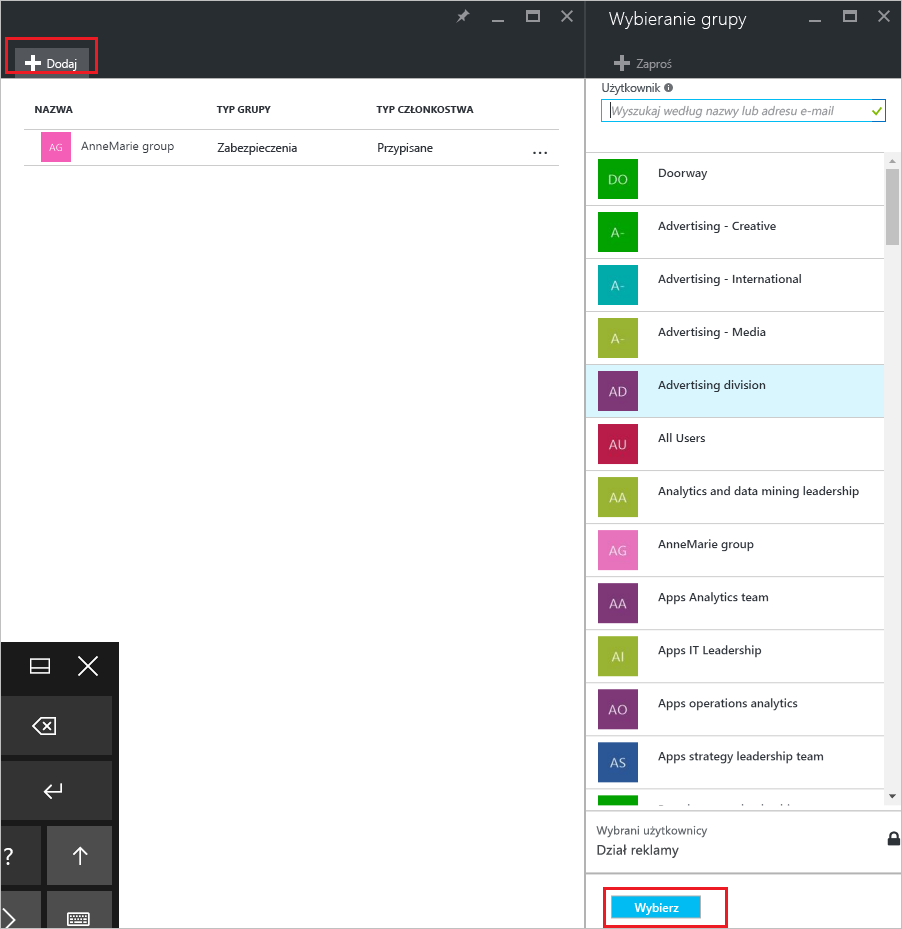 Wybieranie grupy
Dodaj
Zaproś
NAZWA TYP GRUPY TYP CZŁONKOSTWA
AG AnneMarie group Zabezpieczenia Przypisane ...
Użytkownik
Wyszukaj według nazwy lub adresu e-mail
DO Doorway
A- Advertising - Creative
A- Advertising - International
A- Advertising - Media
AD Advertising division
AU All Users
AA Analytics and data mining leadership
AG AnneMarie group
AA Apps Analytics team
AI Apps IT Leadership
AO Apps operations analytics
AS Apps strategy leadership team
Wybrani użytkownicy
Dział reklamy
Wybierz
?